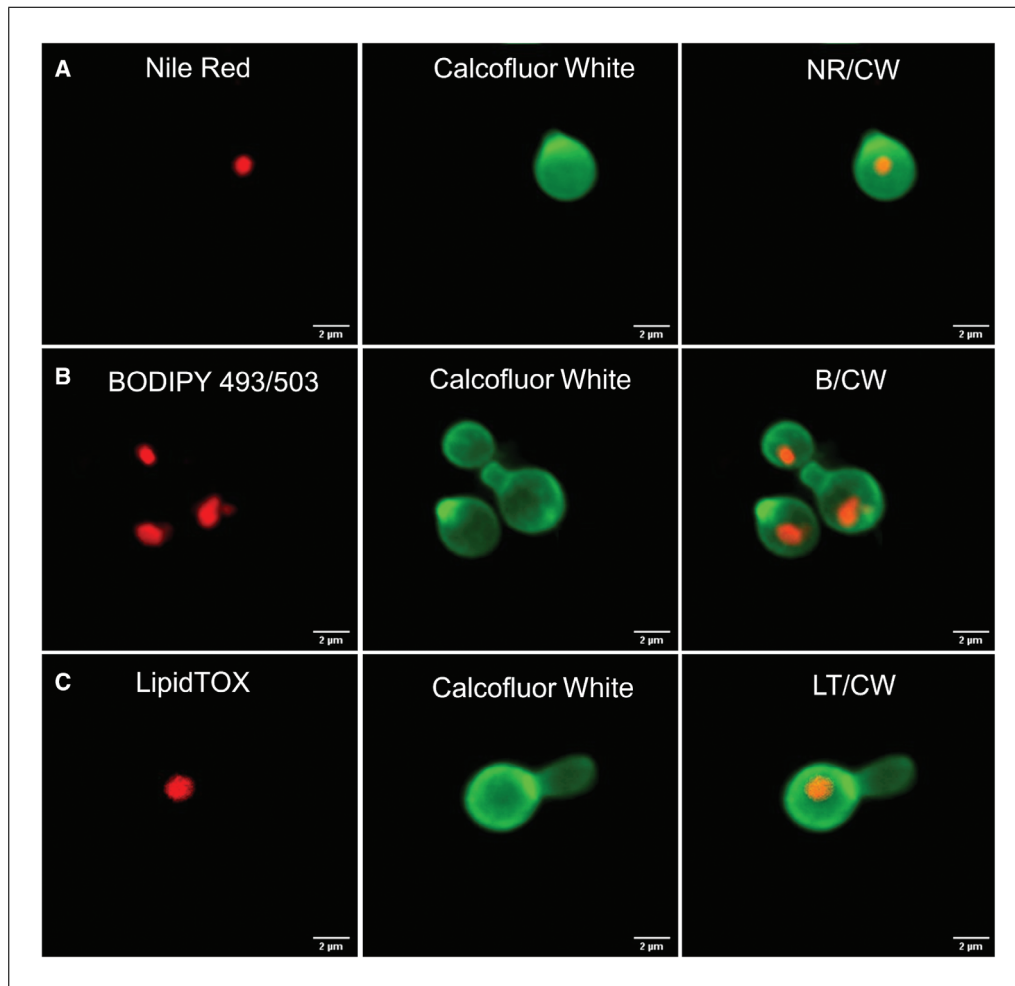 A
Nile Red
Calcofluor White
NR/CW
2 µm
2 µm
2 µm
B
BODIPY 493/503
Calcofluor White
B/CW
2 µm
2 µm
2 µm
C
LipidTOX
Calcofluor White
LT/CW
2 µm
2 µm
2 µm